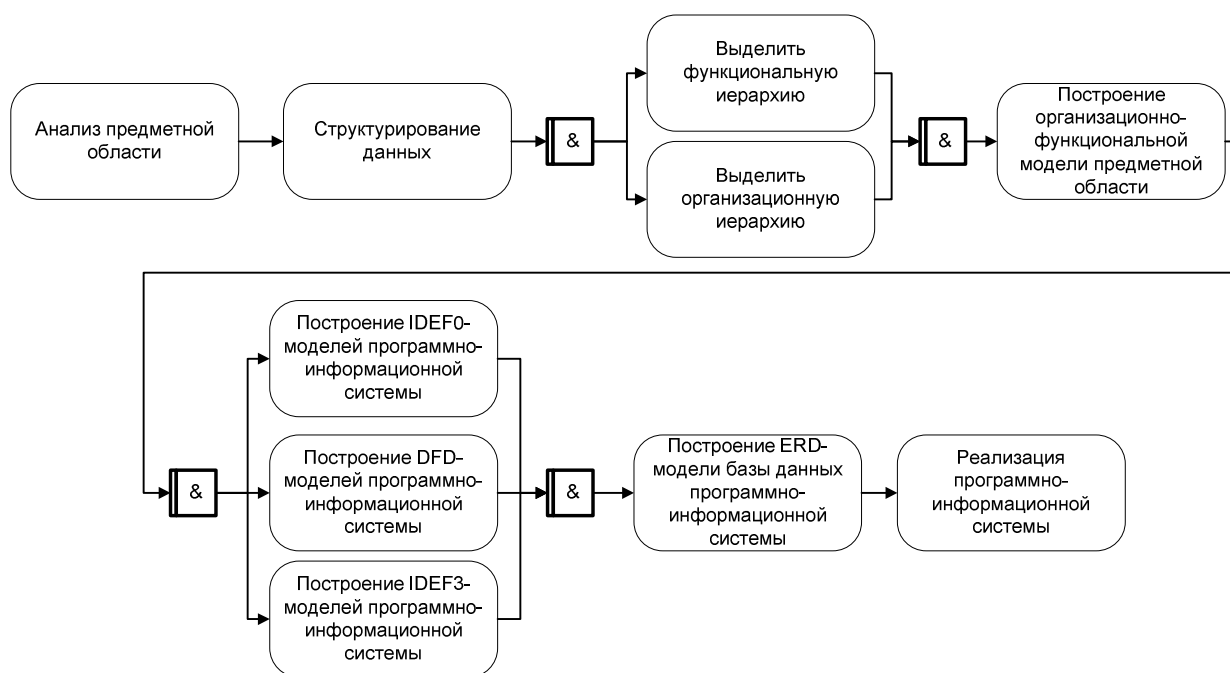 Анализ предметной
области
Структурирование
данных
&
Выделить
функциональную
иерархию
Выделить
организационную
иерархию
&
Построение
организационно-
функциональной
модели предметной
области
&
Построение IDEF0-
моделей программно-
информационной
системы
Построение DFD-
моделей программно-
информационной
системы
Построение IDEF3-
моделей программно-
информационной
системы
&
Построение ERD-
модели базы данных
программно-
информационной
системы
Реализация
программно-
информационной
системы